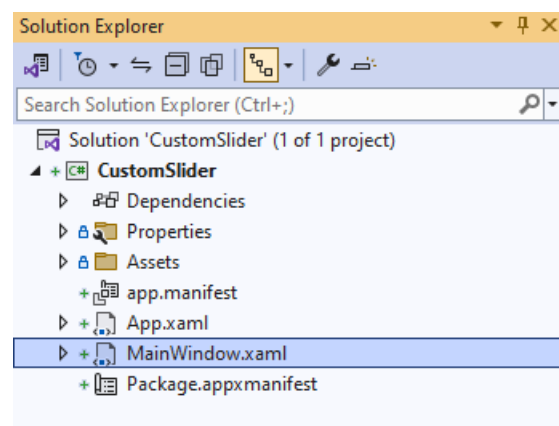 Solution Explorer
Search Solution Explorer (Ctrl+;)
Solution 'CustomSlider' (1 of 1 project)
C# CustomSlider
Dependencies
Properties
Assets
app.manifest
App.xaml
MainWindow.xaml
Package.appxmanifest